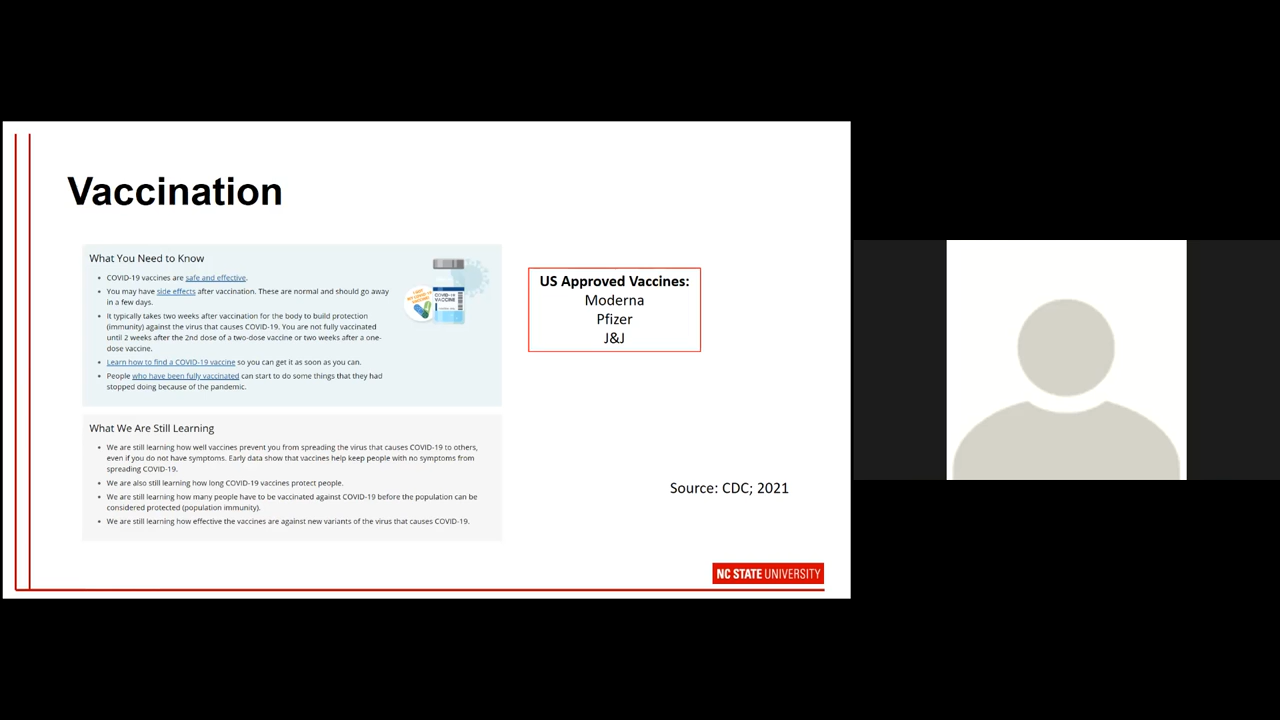 Vaccination
What You Need to Know
• COVID-19 vaccines are safe and effective.
• You may have side effects after vaccination. These are normal and should go away
in a few days.
• It typically takes two weeks after vaccination for the body to build protection
(immunity) against the virus that causes COVID-19. You are not fully vaccinated
until 2 weeks after the 2nd dose of a two-dose vaccine or two weeks after a one-
dose vaccine.
• Learn how to find a COVID-19 vaccine so you can get it as soon as you can.
• People who have been fully vaccinated can start to do some things that they had
stopped doing because of the pandemic.
COVID-19
VACCINE
US Approved Vaccines:
Moderna
Pfizer
J&J
What We Are Still Learning
• We are still learning how well vaccines prevent you from spreading the virus that causes COVID-19 to others,
even if you do not have symptoms. Early data show that vaccines help keep people with no symptoms from
spreading COVID-19.
• We are also still learning how long COVID-19 vaccines protect people.
• We are still learning how many people have to be vaccinated against COVID-19 before the population can be
considered protected (population immunity).
• We are still learning how effective the vaccines are against new variants of the virus that causes COVID-19.
Source: CDC; 2021
NC STATE UNIVERSITY